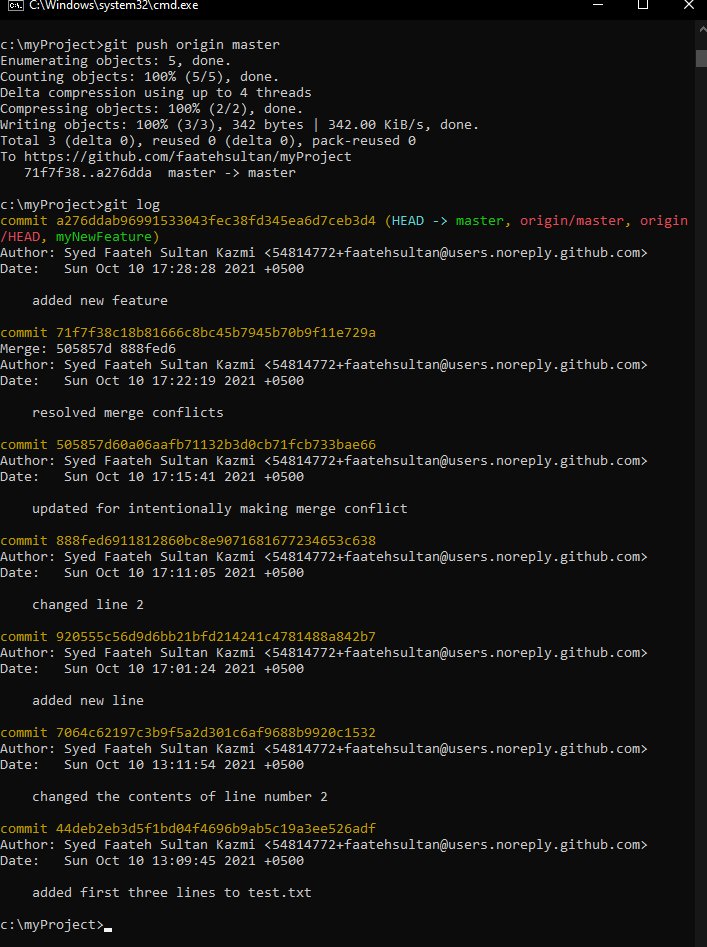 C:\Windows\system32\cmd.exe
c:\myProject>git push origin master
Enumerating objects: 5, done.
Counting objects: 100% (5/5), done.
Delta compression using up to 4 threads
Compressing objects: 100% (2/2), done.
Writing objects: 100% (3/3), 342 bytes | 342.00 KiB/s, done.
Total 3 (delta 0), reused 0 (delta 0), pack-reused 0
To https://github.com/faatehsultan/myProject
   71f7f38..a276dda  master -> master
c:\myProject>git log
commit a276ddab96991533043fec38fd345ea6d7ceb3d4 (HEAD -> master, origin/master, origin
/HEAD, myNewFeature)
Author: Syed Faateh Sultan Kazmi <54814772+faatehsultan@users.noreply.github.com>
Date:   Sun Oct 10 17:28:28 2021 +0500
    added new feature
commit 71f7f38c18b81666c8bc45b7945b70b9f11e729a
Merge: 505857d 888fed6
Author: Syed Faateh Sultan Kazmi <54814772+faatehsultan@users.noreply.github.com>
Date:   Sun Oct 10 17:22:19 2021 +0500
    resolved merge conflicts
commit 505857d60a06aafb71132b3d0cb71fcb733bae66
Author: Syed Faateh Sultan Kazmi <54814772+faatehsultan@users.noreply.github.com>
Date:   Sun Oct 10 17:15:41 2021 +0500
    updated for intentionally making merge conflict
commit 888fed6911812860bc8e9071681677234653c638
Author: Syed Faateh Sultan Kazmi <54814772+faatehsultan@users.noreply.github.com>
Date:   Sun Oct 10 17:11:05 2021 +0500
    changed line 2
commit 920555c56d9d6bb21bfd214241c4781488a842b7
Author: Syed Faateh Sultan Kazmi <54814772+faatehsultan@users.noreply.github.com>
Date:   Sun Oct 10 17:01:24 2021 +0500
    added new line
commit 7064c62197c3b9f5a2d301c6af9688b9920c1532
Author: Syed Faateh Sultan Kazmi <54814772+faatehsultan@users.noreply.github.com>
Date:   Sun Oct 10 13:11:54 2021 +0500
    changed the contents of line number 2
commit 44deb2eb3d5f1bd04f4696b9ab5c19a3ee526adf
Author: Syed Faateh Sultan Kazmi <54814772+faatehsultan@users.noreply.github.com>
Date:   Sun Oct 10 13:09:45 2021 +0500
    added first three lines to test.txt
c:\myProject>